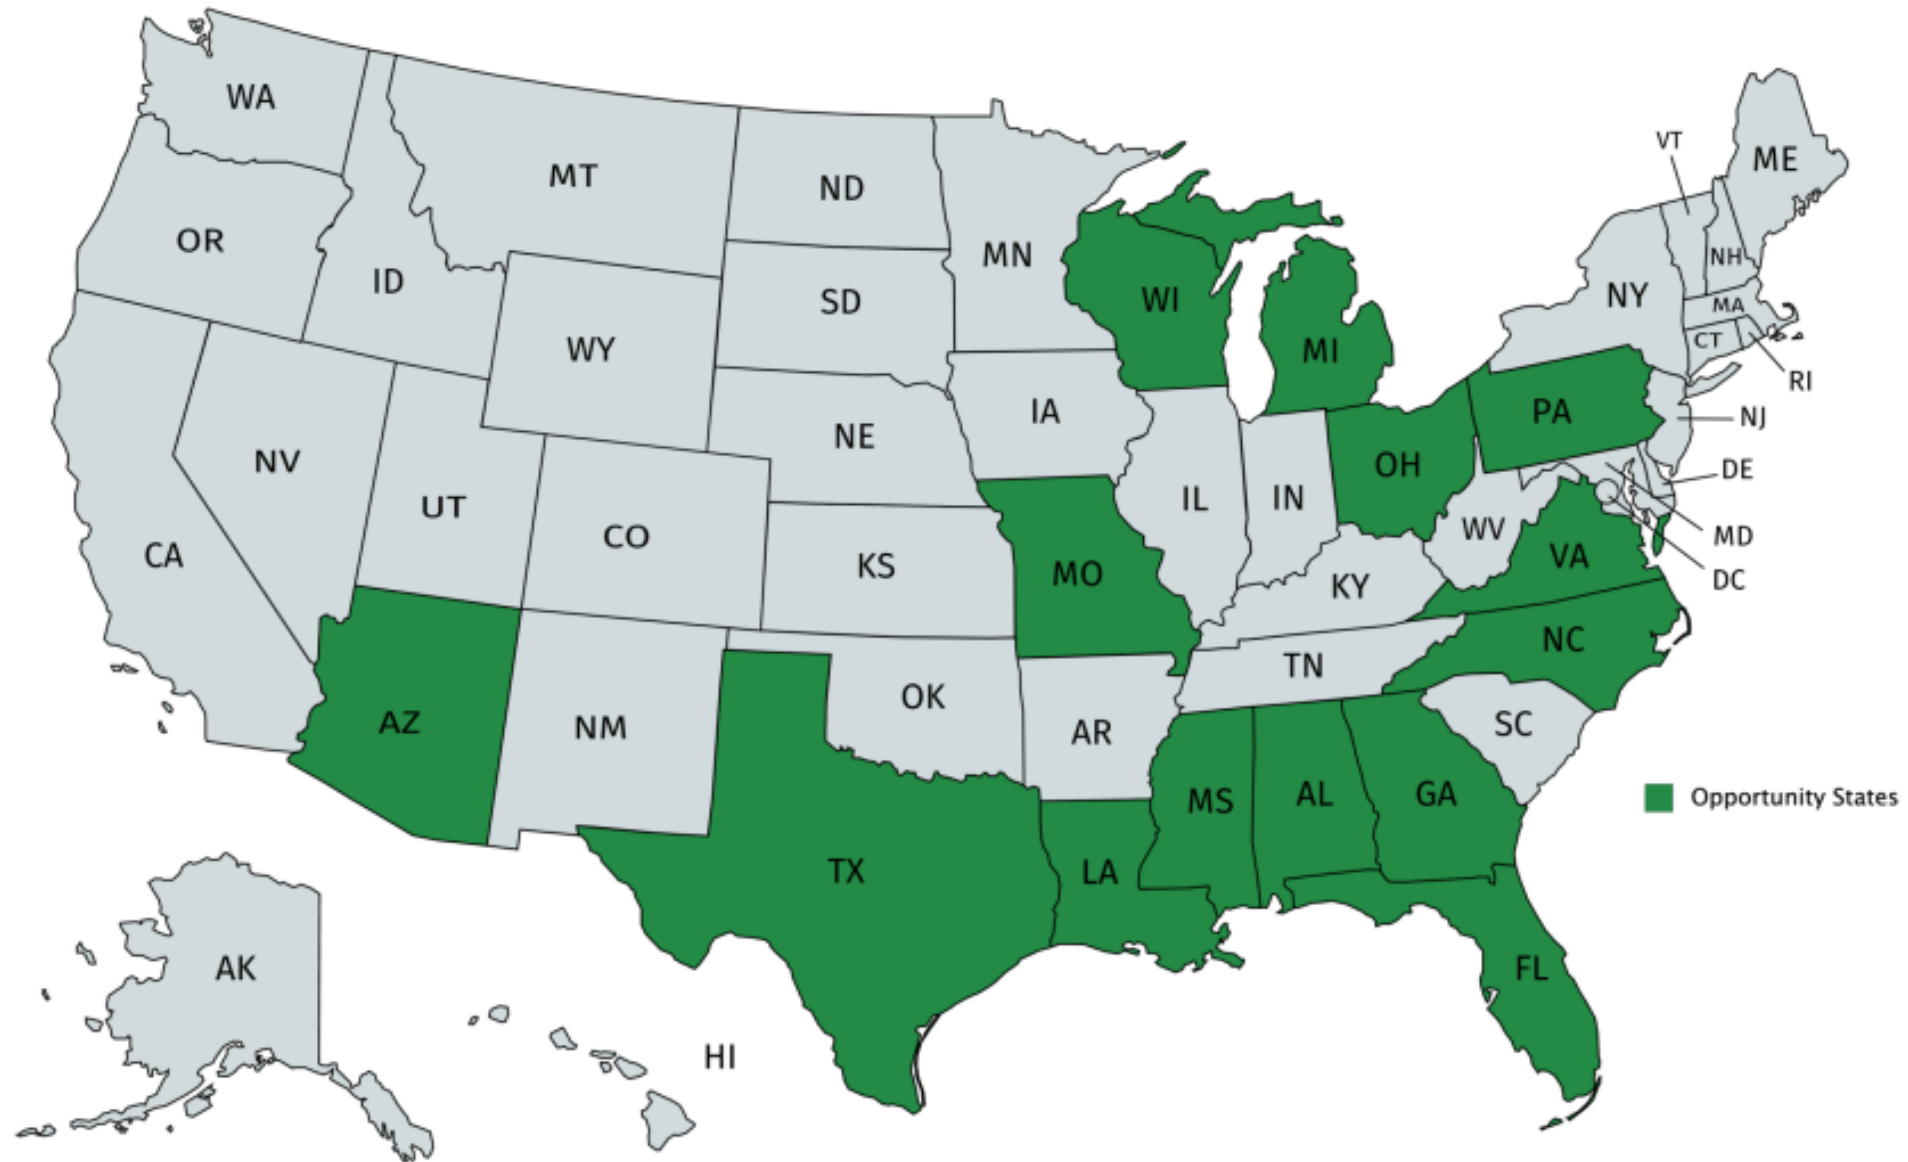 WA
MT
ND
MN
VT
ME
OR
ID
SD
WI
NH
NY
MA
WY
MI
CT
RI
IA
NE
PA
NJ
NV
OH
DE
UT
IL
IN
CO
WV
MD
CA
KS
MO
VA
KY
DC
NC
TN
OK
AZ
NM
AR
SC
MS
AL
GA
Opportunity States
TX
LA
AK
FL
HI